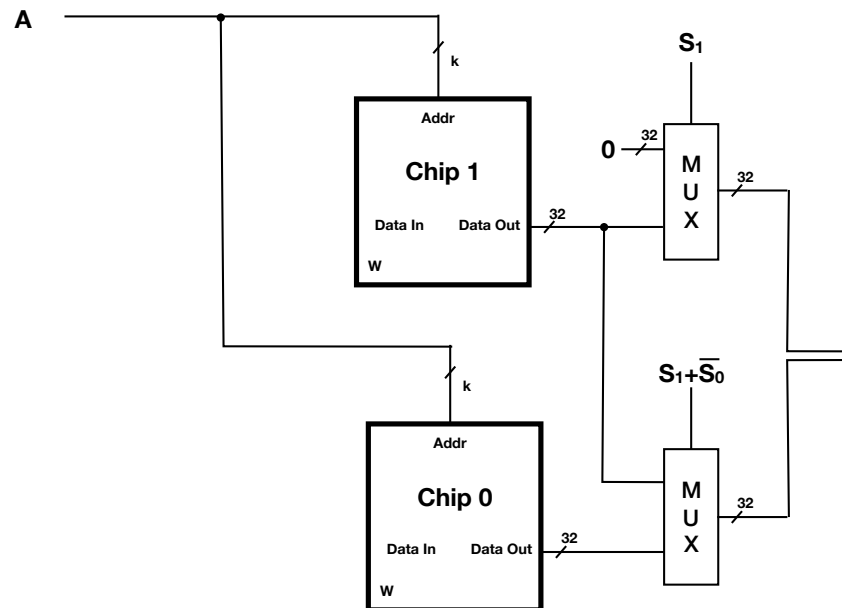 A
k
S₁
Addr
32
0
Chip 1
M
U
X
32
Data In
Data Out
32
W
S₁+S̅₀
k
Addr
Chip 0
M
U
X
32
Data In
Data Out
32
W